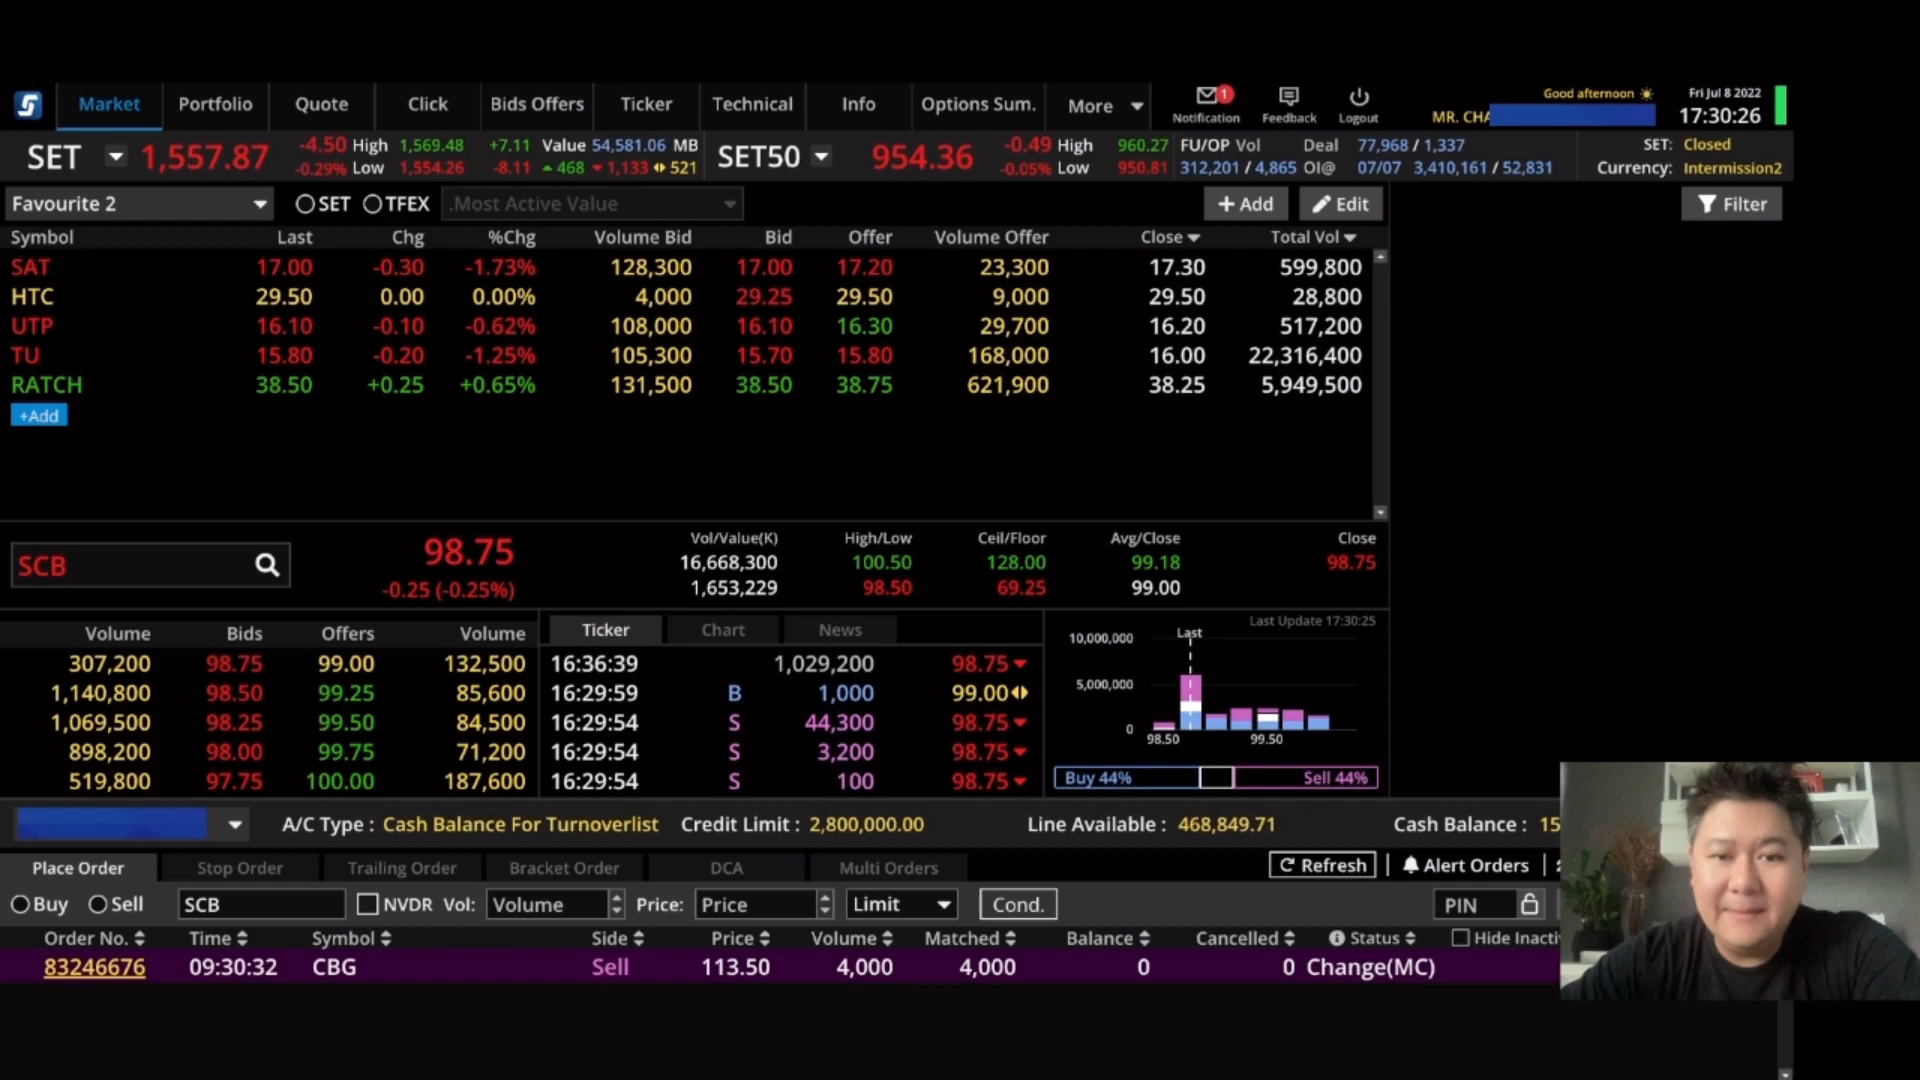 Market Portfolio Quote Click Bids Offers Ticker Technical Info Options Sum. More Notification 1 Feedback Logout Good afternoon MR. CHA Fri Jul 8 2022 17:30:26
SET 1,557.87 -4.50 High 1,569.48 +7.11 Value 54,581.06 MB SET50 954.36 -0.49 High 960.27 FU/OP Vol Deal 77,968 / 1,337 SET: Closed
-0.29% Low 1,554.26 -8.11 468 1,133 521 -0.05% Low 950.81 312,201 / 4,865 OI@ 07/07 3,410,161 / 52,831 Currency: Intermission2
Favourite 2 SET TFEX .Most Active Value + Add Edit Filter
Symbol Last Chg %Chg Volume Bid Bid Offer Volume Offer Close Total Vol
SAT 17.00 -0.30 -1.73% 128,300 17.00 17.20 23,300 17.30 599,800
HTC 29.50 0.00 0.00% 4,000 29.25 29.50 9,000 29.50 28,800
UTP 16.10 -0.10 -0.62% 108,000 16.10 16.30 29,700 16.20 517,200
TU 15.80 -0.20 -1.25% 105,300 15.70 15.80 168,000 16.00 22,316,400
RATCH 38.50 +0.25 +0.65% 131,500 38.50 38.75 621,900 38.25 5,949,500
+Add
SCB 98.75 Vol/Value(K) High/Low Ceil/Floor Avg/Close Close
16,668,300 100.50 128.00 99.18 98.75
-0.25 (-0.25%) 1,653,229 98.50 69.25 99.00
Volume Bids Offers Volume Ticker Chart News Last Update 17:30:25
307,200 98.75 99.00 132,500 16:36:39 1,029,200 98.75
1,140,800 98.50 99.25 85,600 16:29:59 B 1,000 99.00
1,069,500 98.25 99.50 84,500 16:29:54 S 44,300 98.75
898,200 98.00 99.75 71,200 16:29:54 S 3,200 98.75
519,800 97.75 100.00 187,600 16:29:54 S 100 98.75
Last
10,000,000
5,000,000
0
98.50 99.50
Buy 44% Sell 44%
A/C Type : Cash Balance For Turnoverlist Credit Limit : 2,800,000.00 Line Available : 468,849.71 Cash Balance : 15
Place Order Stop Order Trailing Order Bracket Order DCA Multi Orders Refresh Alert Orders
Buy Sell SCB NVDR Vol: Volume Price: Price Limit Cond. PIN
Order No. Time Symbol Side Price Volume Matched Balance Cancelled Status Hide Inacti
83246676 09:30:32 CBG Sell 113.50 4,000 4,000 0 0 Change(MC)